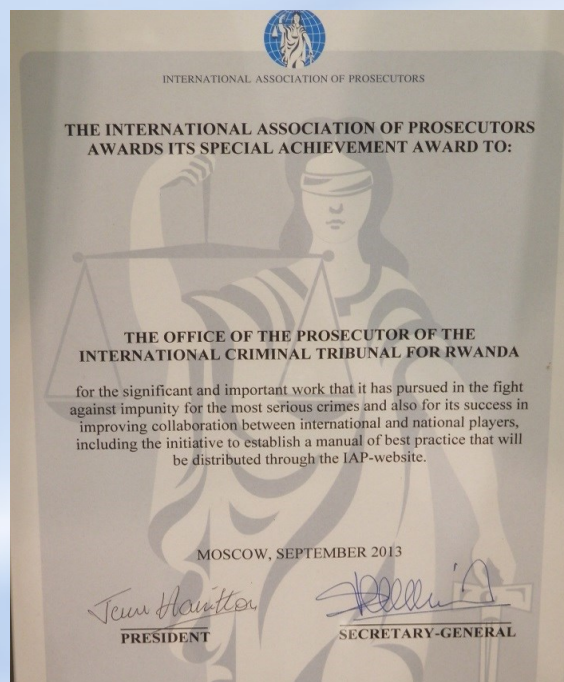 INTERNATIONAL ASSOCIATION OF PROSECUTORS
THE INTERNATIONAL ASSOCIATION OF PROSECUTORS
AWARDS ITS SPECIAL ACHIEVEMENT AWARD TO:
THE OFFICE OF THE PROSECUTOR OF THE
INTERNATIONAL CRIMINAL TRIBUNAL FOR RWANDA
for the significant and important work that it has pursued in the fight
against impunity for the most serious crimes and also for its success in
improving collaboration between international and national players,
including the initiative to establish a manual of best practice that will
be distributed through the IAP-website.
MOSCOW, SEPTEMBER 2013
PRESIDENT
SECRETARY-GENERAL